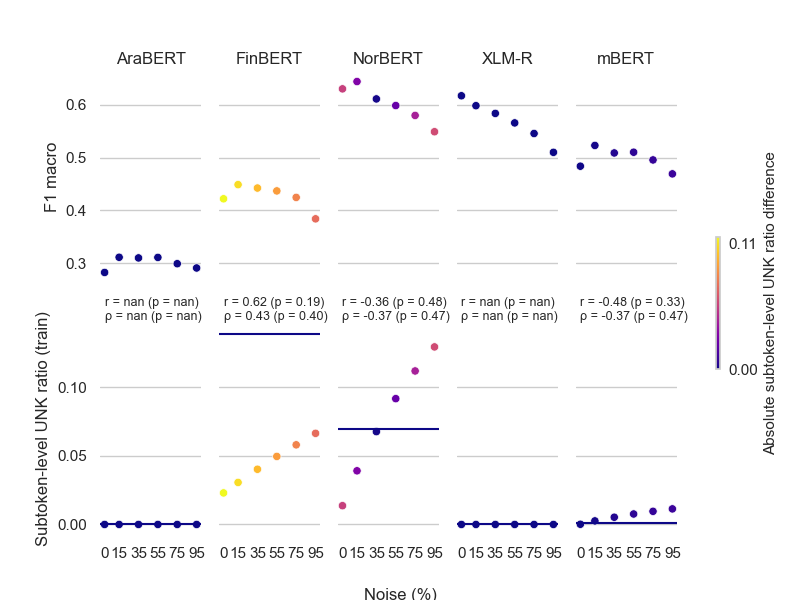 AraBERT FinBERT NorBERT XLM-R mBERT
F1 macro
0.6
0.5
0.4
0.3
r = nan (p = nan)
ρ = nan (p = nan)
r = 0.62 (p = 0.19)
ρ = 0.43 (p = 0.40)
r = -0.36 (p = 0.48)
ρ = -0.37 (p = 0.47)
r = nan (p = nan)
ρ = nan (p = nan)
r = -0.48 (p = 0.33)
ρ = -0.37 (p = 0.47)
Subtoken-level UNK ratio (train)
0.10
0.05
0.00
0 15 35 55 75 95 0 15 35 55 75 95 0 15 35 55 75 95 0 15 35 55 75 95 0 15 35 55 75 95
Noise (%)
0.11
0.00
Absolute subtoken-level UNK ratio difference